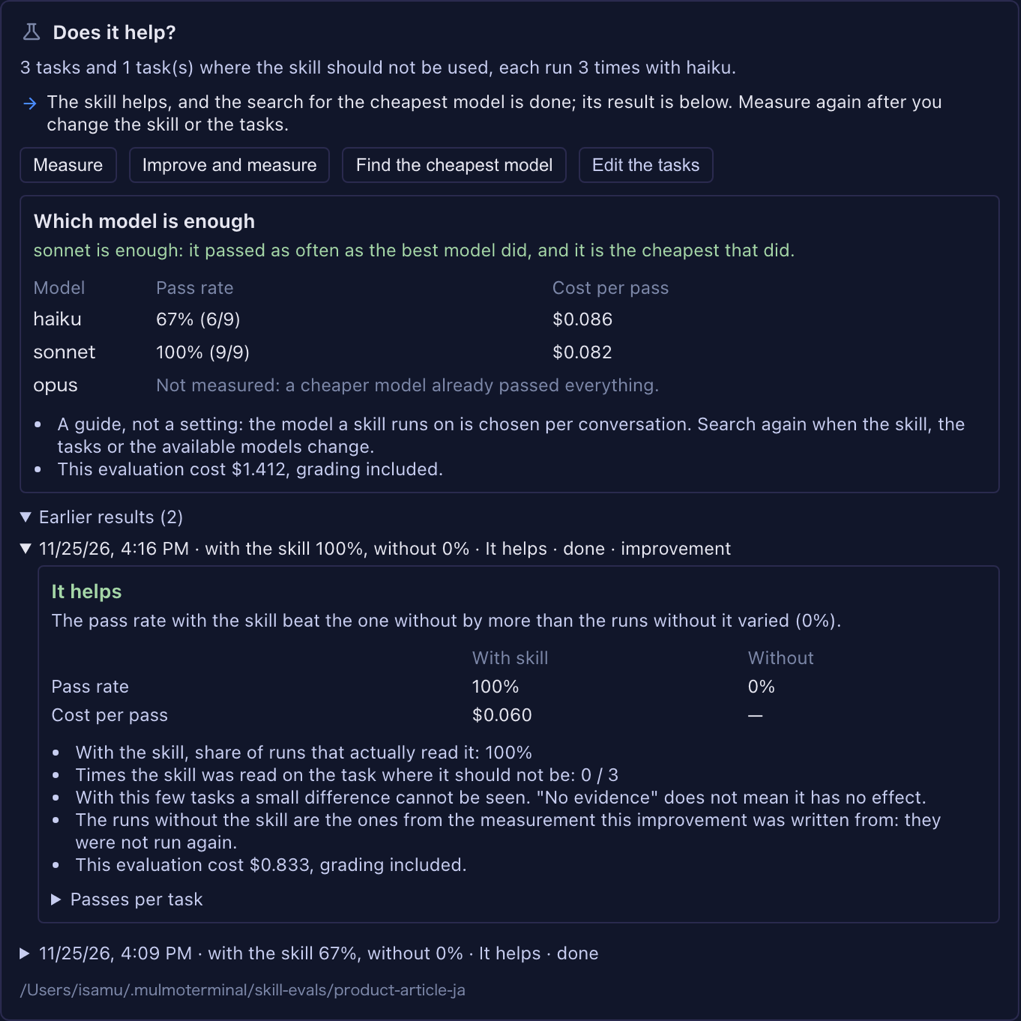 Does it help?
3 tasks and 1 task(s) where the skill should not be used, each run 3 times with haiku.
→ The skill helps, and the search for the cheapest model is done; its result is below. Measure again after you
change the skill or the tasks.
Measure Improve and measure Find the cheapest model Edit the tasks
Which model is enough
sonnet is enough: it passed as often as the best model did, and it is the cheapest that did.
Model Pass rate Cost per pass
haiku 67% (6/9) $0.086
sonnet 100% (9/9) $0.082
opus Not measured: a cheaper model already passed everything.
• A guide, not a setting: the model a skill runs on is chosen per conversation. Search again when the skill, the
tasks or the available models change.
• This evaluation cost $1.412, grading included.
▼ Earlier results (2)
▼ 11/25/26, 4:16 PM · with the skill 100%, without 0% · It helps · done · improvement
It helps
The pass rate with the skill beat the one without by more than the runs without it varied (0%).
With skill Without
Pass rate 100% 0%
Cost per pass $0.060 —
• With the skill, share of runs that actually read it: 100%
• Times the skill was read on the task where it should not be: 0 / 3
• With this few tasks a small difference cannot be seen. "No evidence" does not mean it has no effect.
• The runs without the skill are the ones from the measurement this improvement was written from: they
were not run again.
• This evaluation cost $0.833, grading included.
▶ Passes per task
▶ 11/25/26, 4:09 PM · with the skill 67%, without 0% · It helps · done
/Users/isamu/.mulmoterminal/skill-evals/product-article-ja